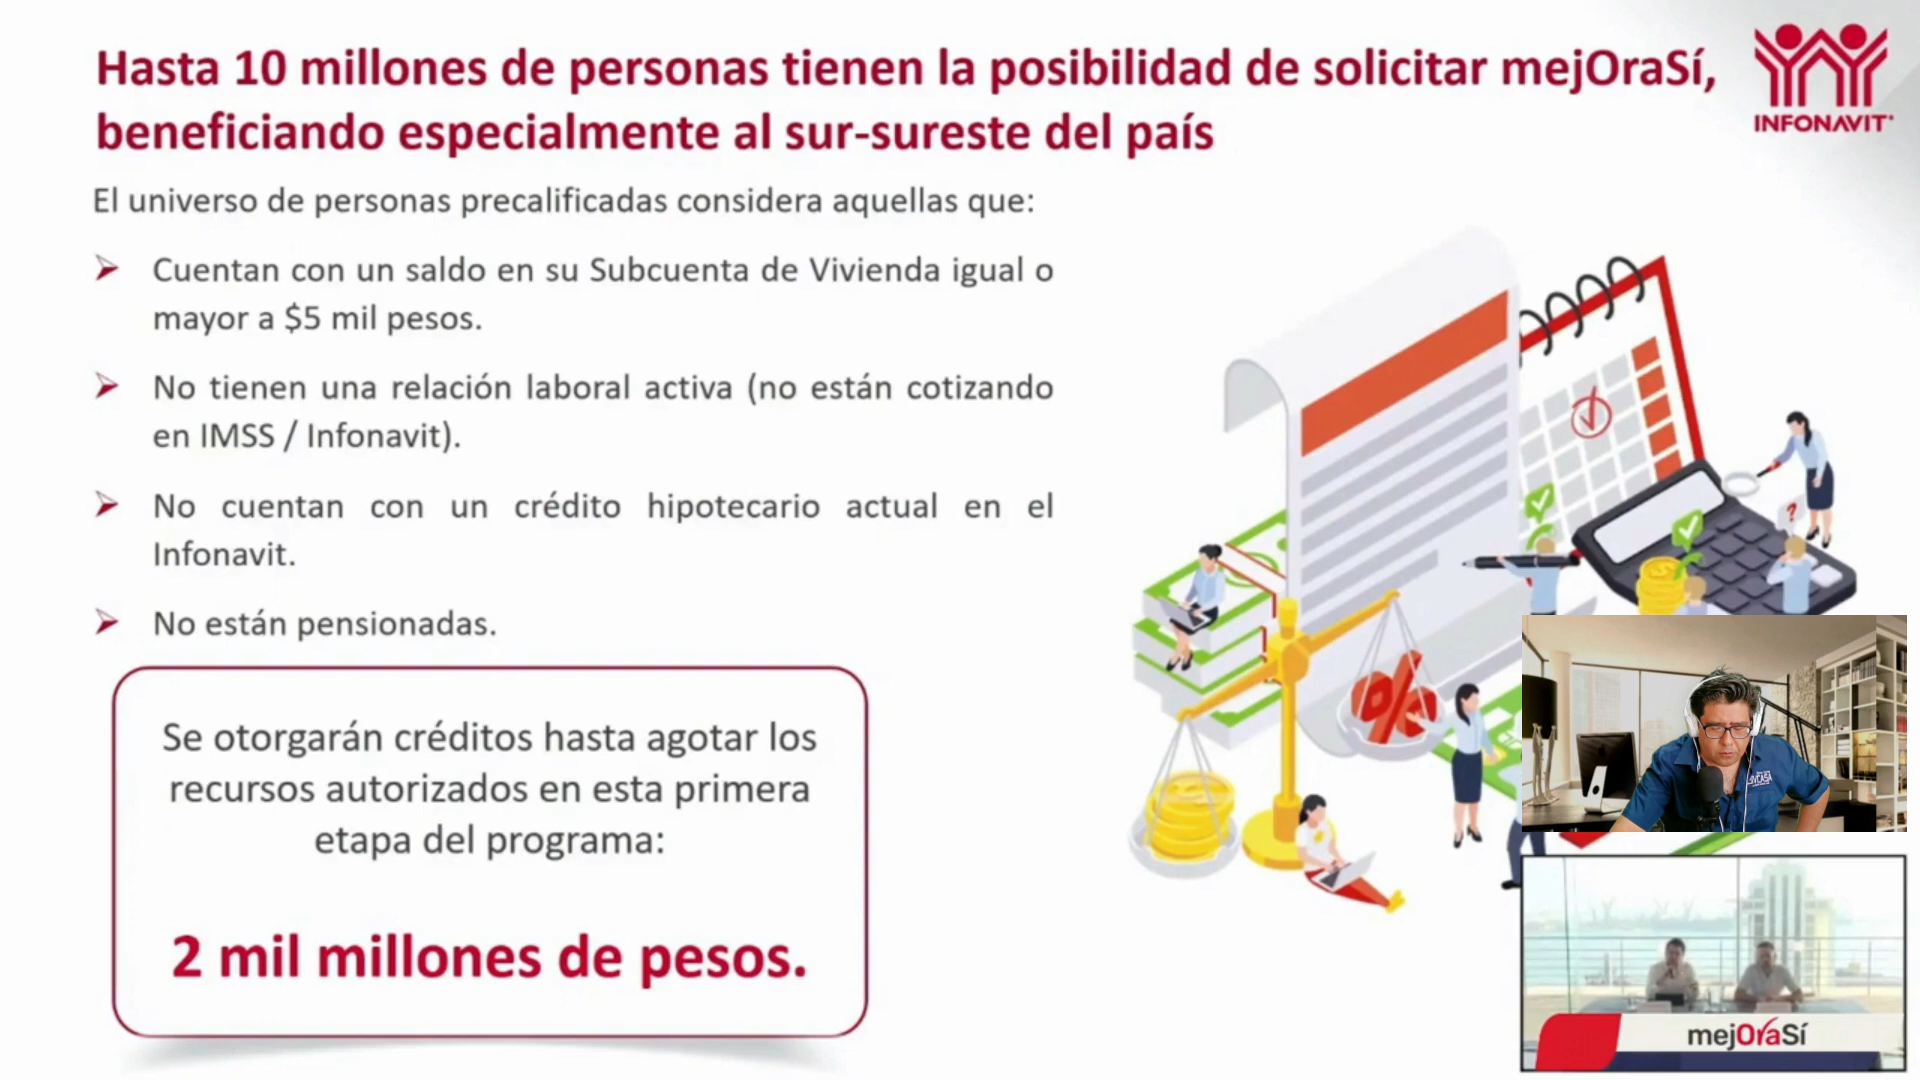 Hasta 10 millones de personas tienen la posibilidad de solicitar mejOraSí,
beneficiando especialmente al sur-sureste del país
INFONAVIT
El universo de personas precalificadas considera aquellas que:
Cuentan con un saldo en su Subcuenta de Vivienda igual o
mayor a $5 mil pesos.
No tienen una relación laboral activa (no están cotizando
en IMSS / Infonavit).
No cuentan con un crédito hipotecario actual en el
Infonavit.
No están pensionadas.
Se otorgarán créditos hasta agotar los
recursos autorizados en esta primera
etapa del programa:
2 mil millones de pesos.
?
%
mejOraSí